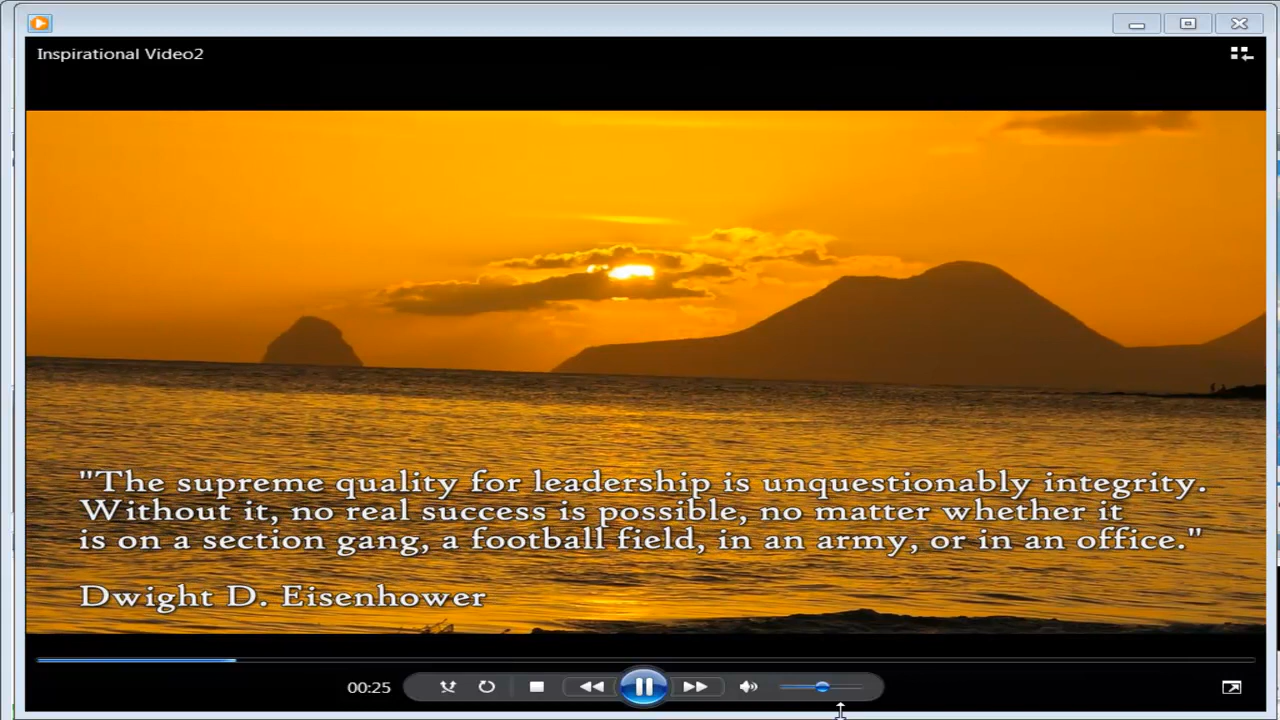 Inspirational Video2
"The supreme quality for leadership is unquestionably integrity.
Without it, no real success is possible, no matter whether it
is on a section gang, a football field, in an army, or in an office."
Dwight D. Eisenhower
00:25